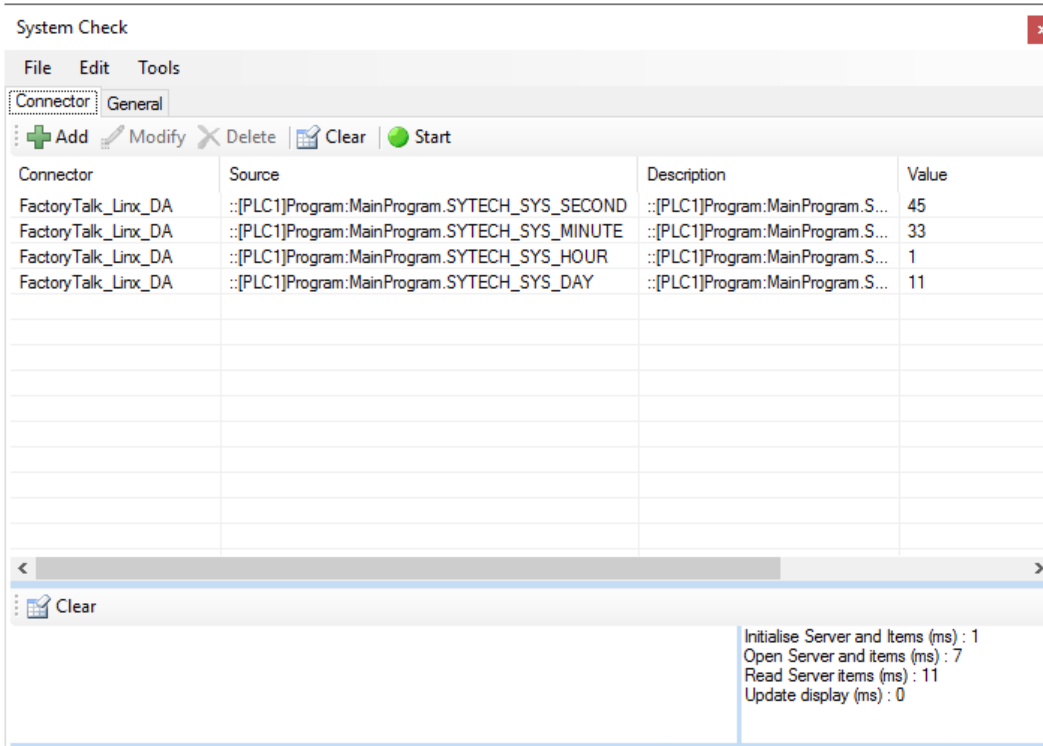 System Check
File Edit Tools
Connector General
Add Modify Delete Clear Start
Connector Source Description Value
FactoryTalk_Linx_DA ::[PLC1]Program:MainProgram.SYTECH_SYS_SECOND ::[PLC1]Program:MainProgram.S... 45
FactoryTalk_Linx_DA ::[PLC1]Program:MainProgram.SYTECH_SYS_MINUTE ::[PLC1]Program:MainProgram.S... 33
FactoryTalk_Linx_DA ::[PLC1]Program:MainProgram.SYTECH_SYS_HOUR ::[PLC1]Program:MainProgram.S... 1
FactoryTalk_Linx_DA ::[PLC1]Program:MainProgram.SYTECH_SYS_DAY ::[PLC1]Program:MainProgram.S... 11
Clear
Initialise Server and Items (ms) : 1
Open Server and items (ms) : 7
Read Server items (ms) : 11
Update display (ms) : 0